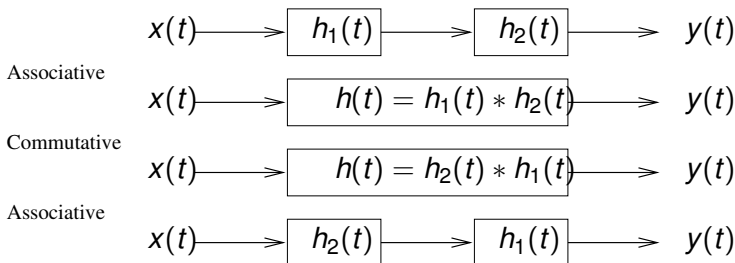 x(t) h₁(t) h₂(t) y(t)
Associative
x(t) h(t) = h₁(t) ∗ h₂(t) y(t)
Commutative
x(t) h(t) = h₂(t) ∗ h₁(t) y(t)
Associative
x(t) h₂(t) h₁(t) y(t)